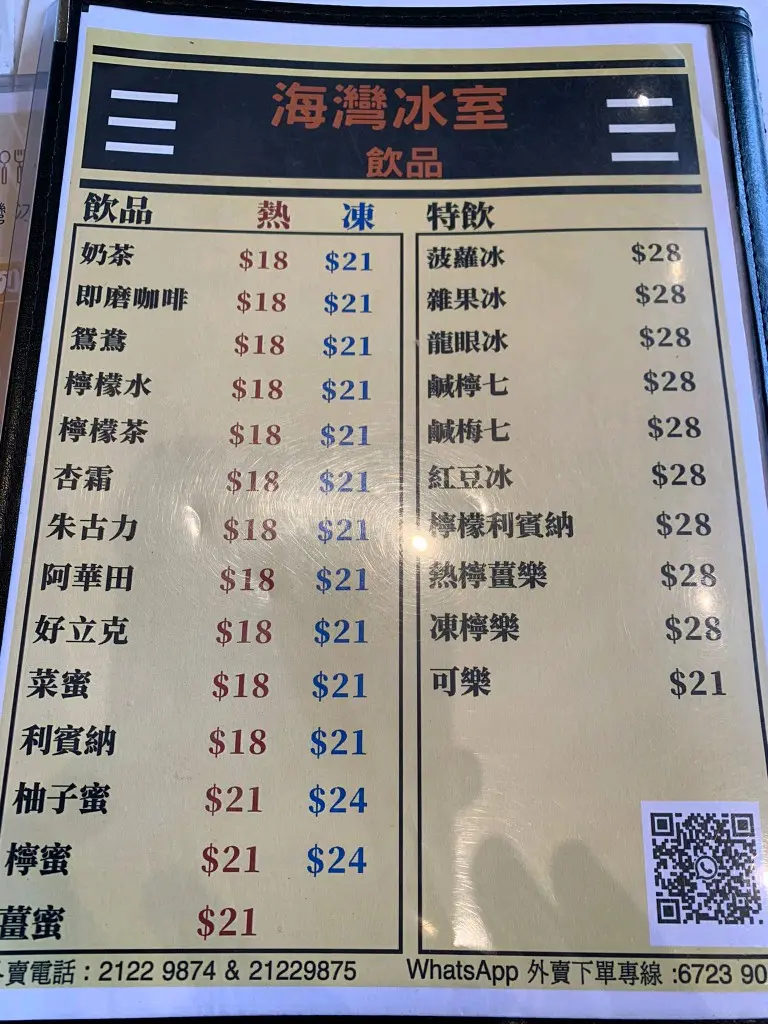 海灣冰室
飲品
飲品 熱 凍
奶茶 $18 $21
即磨咖啡 $18 $21
鴛鴦 $18 $21
檸檬水 $18 $21
檸檬茶 $18 $21
杏霜 $18 $21
朱古力 $18 $21
阿華田 $18 $21
好立克 $18 $21
菜蜜 $18 $21
利賓納 $18 $21
柚子蜜 $21 $24
檸蜜 $21 $24
薑蜜 $21
特飲
菠蘿冰 $28
雜果冰 $28
龍眼冰 $28
鹹檸七 $28
鹹梅七 $28
紅豆冰 $28
檸檬利賓納 $28
熱檸薑樂 $28
凍檸樂 $28
可樂 $21
賣電話 : 2122 9874 & 21229875
WhatsApp 外賣下單專線 :6723 90